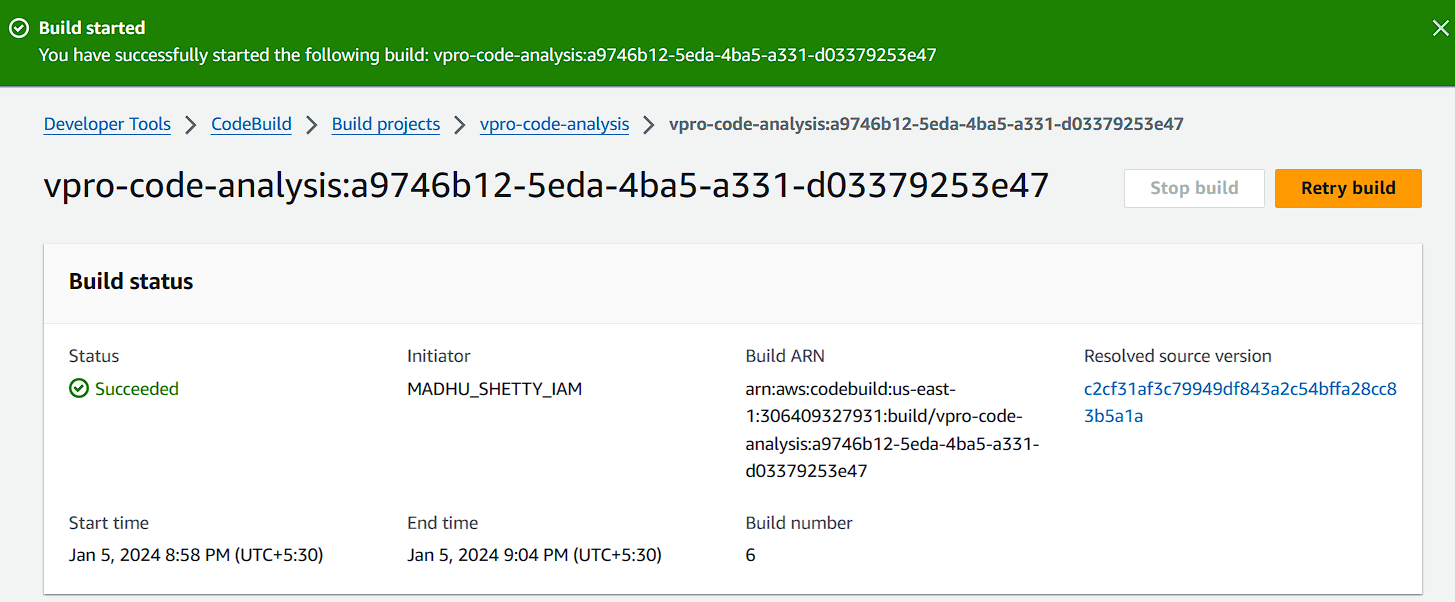 Build started
You have successfully started the following build: vpro-code-analysis:a9746b12-5eda-4ba5-a331-d03379253e47
Developer Tools > CodeBuild > Build projects > vpro-code-analysis > vpro-code-analysis:a9746b12-5eda-4ba5-a331-d03379253e47
vpro-code-analysis:a9746b12-5eda-4ba5-a331-d03379253e47
Stop build
Retry build
Build status
Status
Succeeded
Initiator
MADHU_SHETTY_IAM
Build ARN
arn:aws:codebuild:us-east-
1:306409327931:build/vpro-code-
analysis:a9746b12-5eda-4ba5-a331-
d03379253e47
Resolved source version
c2cf31af3c79949df843a2c54bffa28cc8
3b5a1a
Start time
Jan 5, 2024 8:58 PM (UTC+5:30)
End time
Jan 5, 2024 9:04 PM (UTC+5:30)
Build number
6